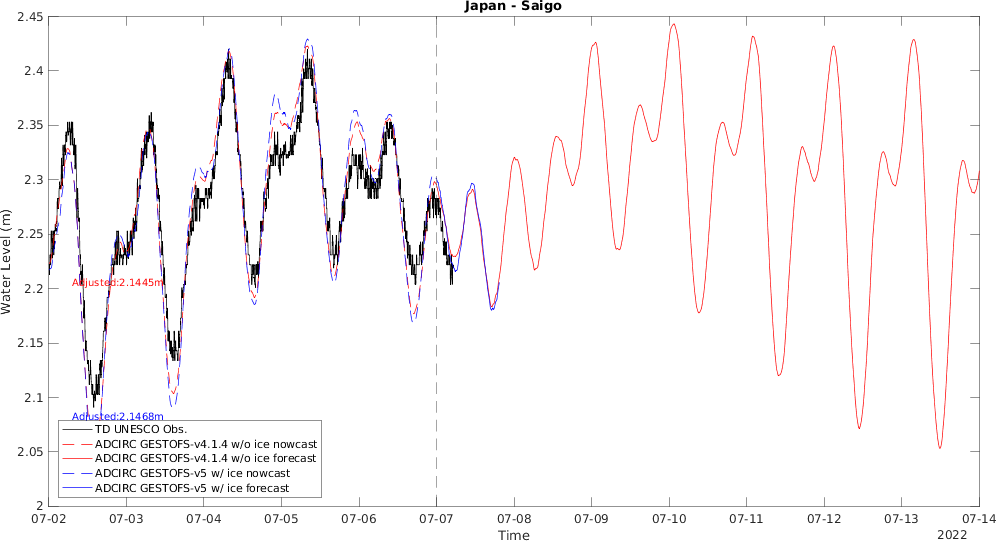 Japan - Saigo
2.45
2.4
2.35
2.3
2.25
2.2
2.15
2.1
2.05
2
Water Level (m)
Adjusted:2.1445m
Adjusted:2.1468m
TD UNESCO Obs.
ADCIRC GESTOFS-v4.1.4 w/o ice nowcast
ADCIRC GESTOFS-v4.1.4 w/o ice forecast
ADCIRC GESTOFS-v5 w/ ice nowcast
ADCIRC GESTOFS-v5 w/ ice forecast
07-02 07-03 07-04 07-05 07-06 07-07 07-08 07-09 07-10 07-11 07-12 07-13 07-14
Time
2022